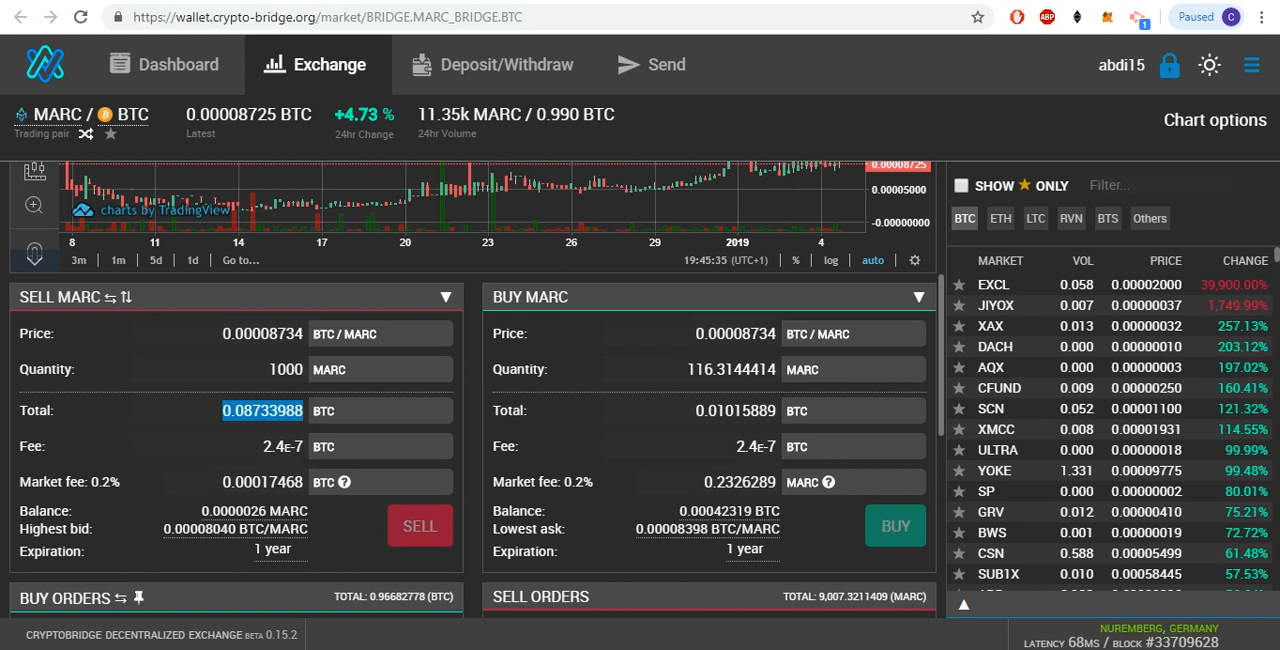 https://wallet.crypto-bridge.org/market/BRIDGE.MARC_BRIDGE.BTC
ABP
1
Paused C
Dashboard
Exchange
Deposit/Withdraw
Send
abdi15
MARC / BTC
Trading pair
0.00008725 BTC
Latest
+4.73 %
24hr Change
11.35k MARC / 0.990 BTC
24hr Volume
Chart options
0.00008725
0.00005000
-0.00000000
charts by TradingView
8 11 14 17 20 23 26 29 2019 4
3m 1m 5d 1d Go to... 19:45:35 (UTC+1) % log auto
SELL MARC
Price: 0.00008734 BTC / MARC
Quantity: 1000 MARC
Total: 0.08733988 BTC
Fee: 2.4E-7 BTC
Market fee: 0.2% 0.00017468 BTC ?
Balance: 0.0000026 MARC
Highest bid: 0.00008040 BTC/MARC
Expiration: 1 year
SELL
BUY MARC
Price: 0.00008734 BTC / MARC
Quantity: 116.3144414 MARC
Total: 0.01015889 BTC
Fee: 2.4E-7 BTC
Market fee: 0.2% 0.2326289 MARC ?
Balance: 0.00042319 BTC
Lowest ask: 0.00008398 BTC/MARC
Expiration: 1 year
BUY
BUY ORDERS TOTAL: 0.96682778 (BTC)
SELL ORDERS TOTAL: 9,007.3211409 (MARC)
SHOW ★ ONLY Filter...
BTC ETH LTC RVN BTS Others
MARKET VOL PRICE CHANGE
EXCL 0.058 0.00002000 39,900.00%
JIYOX 0.007 0.00000037 1,749.99%
XAX 0.013 0.00000032 257.13%
DACH 0.000 0.00000010 203.12%
AQX 0.000 0.00000003 197.02%
CFUND 0.009 0.00000250 160.41%
SCN 0.052 0.00001100 121.32%
XMCC 0.008 0.00001931 114.55%
ULTRA 0.000 0.00000018 99.99%
YOKE 1.331 0.00009775 99.48%
SP 0.000 0.00000002 80.01%
GRV 0.012 0.00000410 75.21%
BWS 0.001 0.00000019 72.72%
CSN 0.588 0.00005499 61.48%
SUB1X 0.010 0.00058445 57.53%
CRYPTOBRIDGE DECENTRALIZED EXCHANGE BETA 0.15.2
NUREMBERG, GERMANY
LATENCY 68MS / BLOCK #33709628